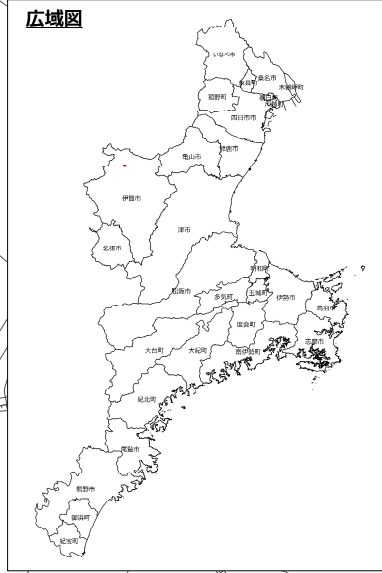 広域図
いなべ市
東員町
桑名市
木曽岬町
菰野町
朝日町
川越町
四日市市
亀山市
鈴鹿市
伊賀市
津市
名張市
明和町
松阪市
多気町
玉城町
伊勢市
鳥羽市
度会町
大台町
大紀町
南伊勢町
志摩市
紀北町
尾鷲市
熊野市
御浜町
紀宝町